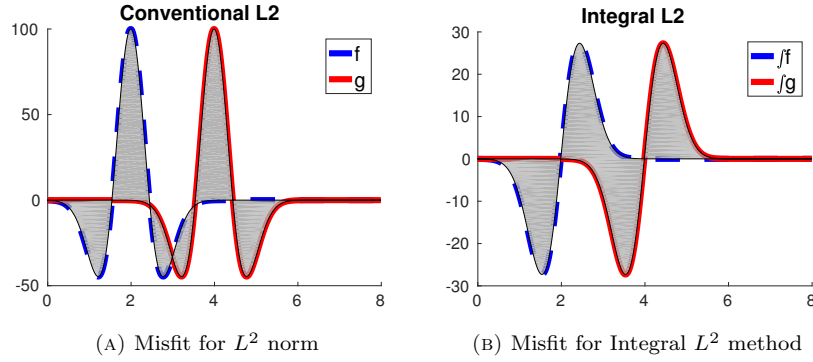 Conventional L2
100
50
0
-50
0
2
4
6
8
f
g
(A) Misfit for L² norm
Integral L2
30
20
10
0
-10
-20
-30
0
2
4
6
8
∫f
∫g
(B) Misfit for Integral L² method